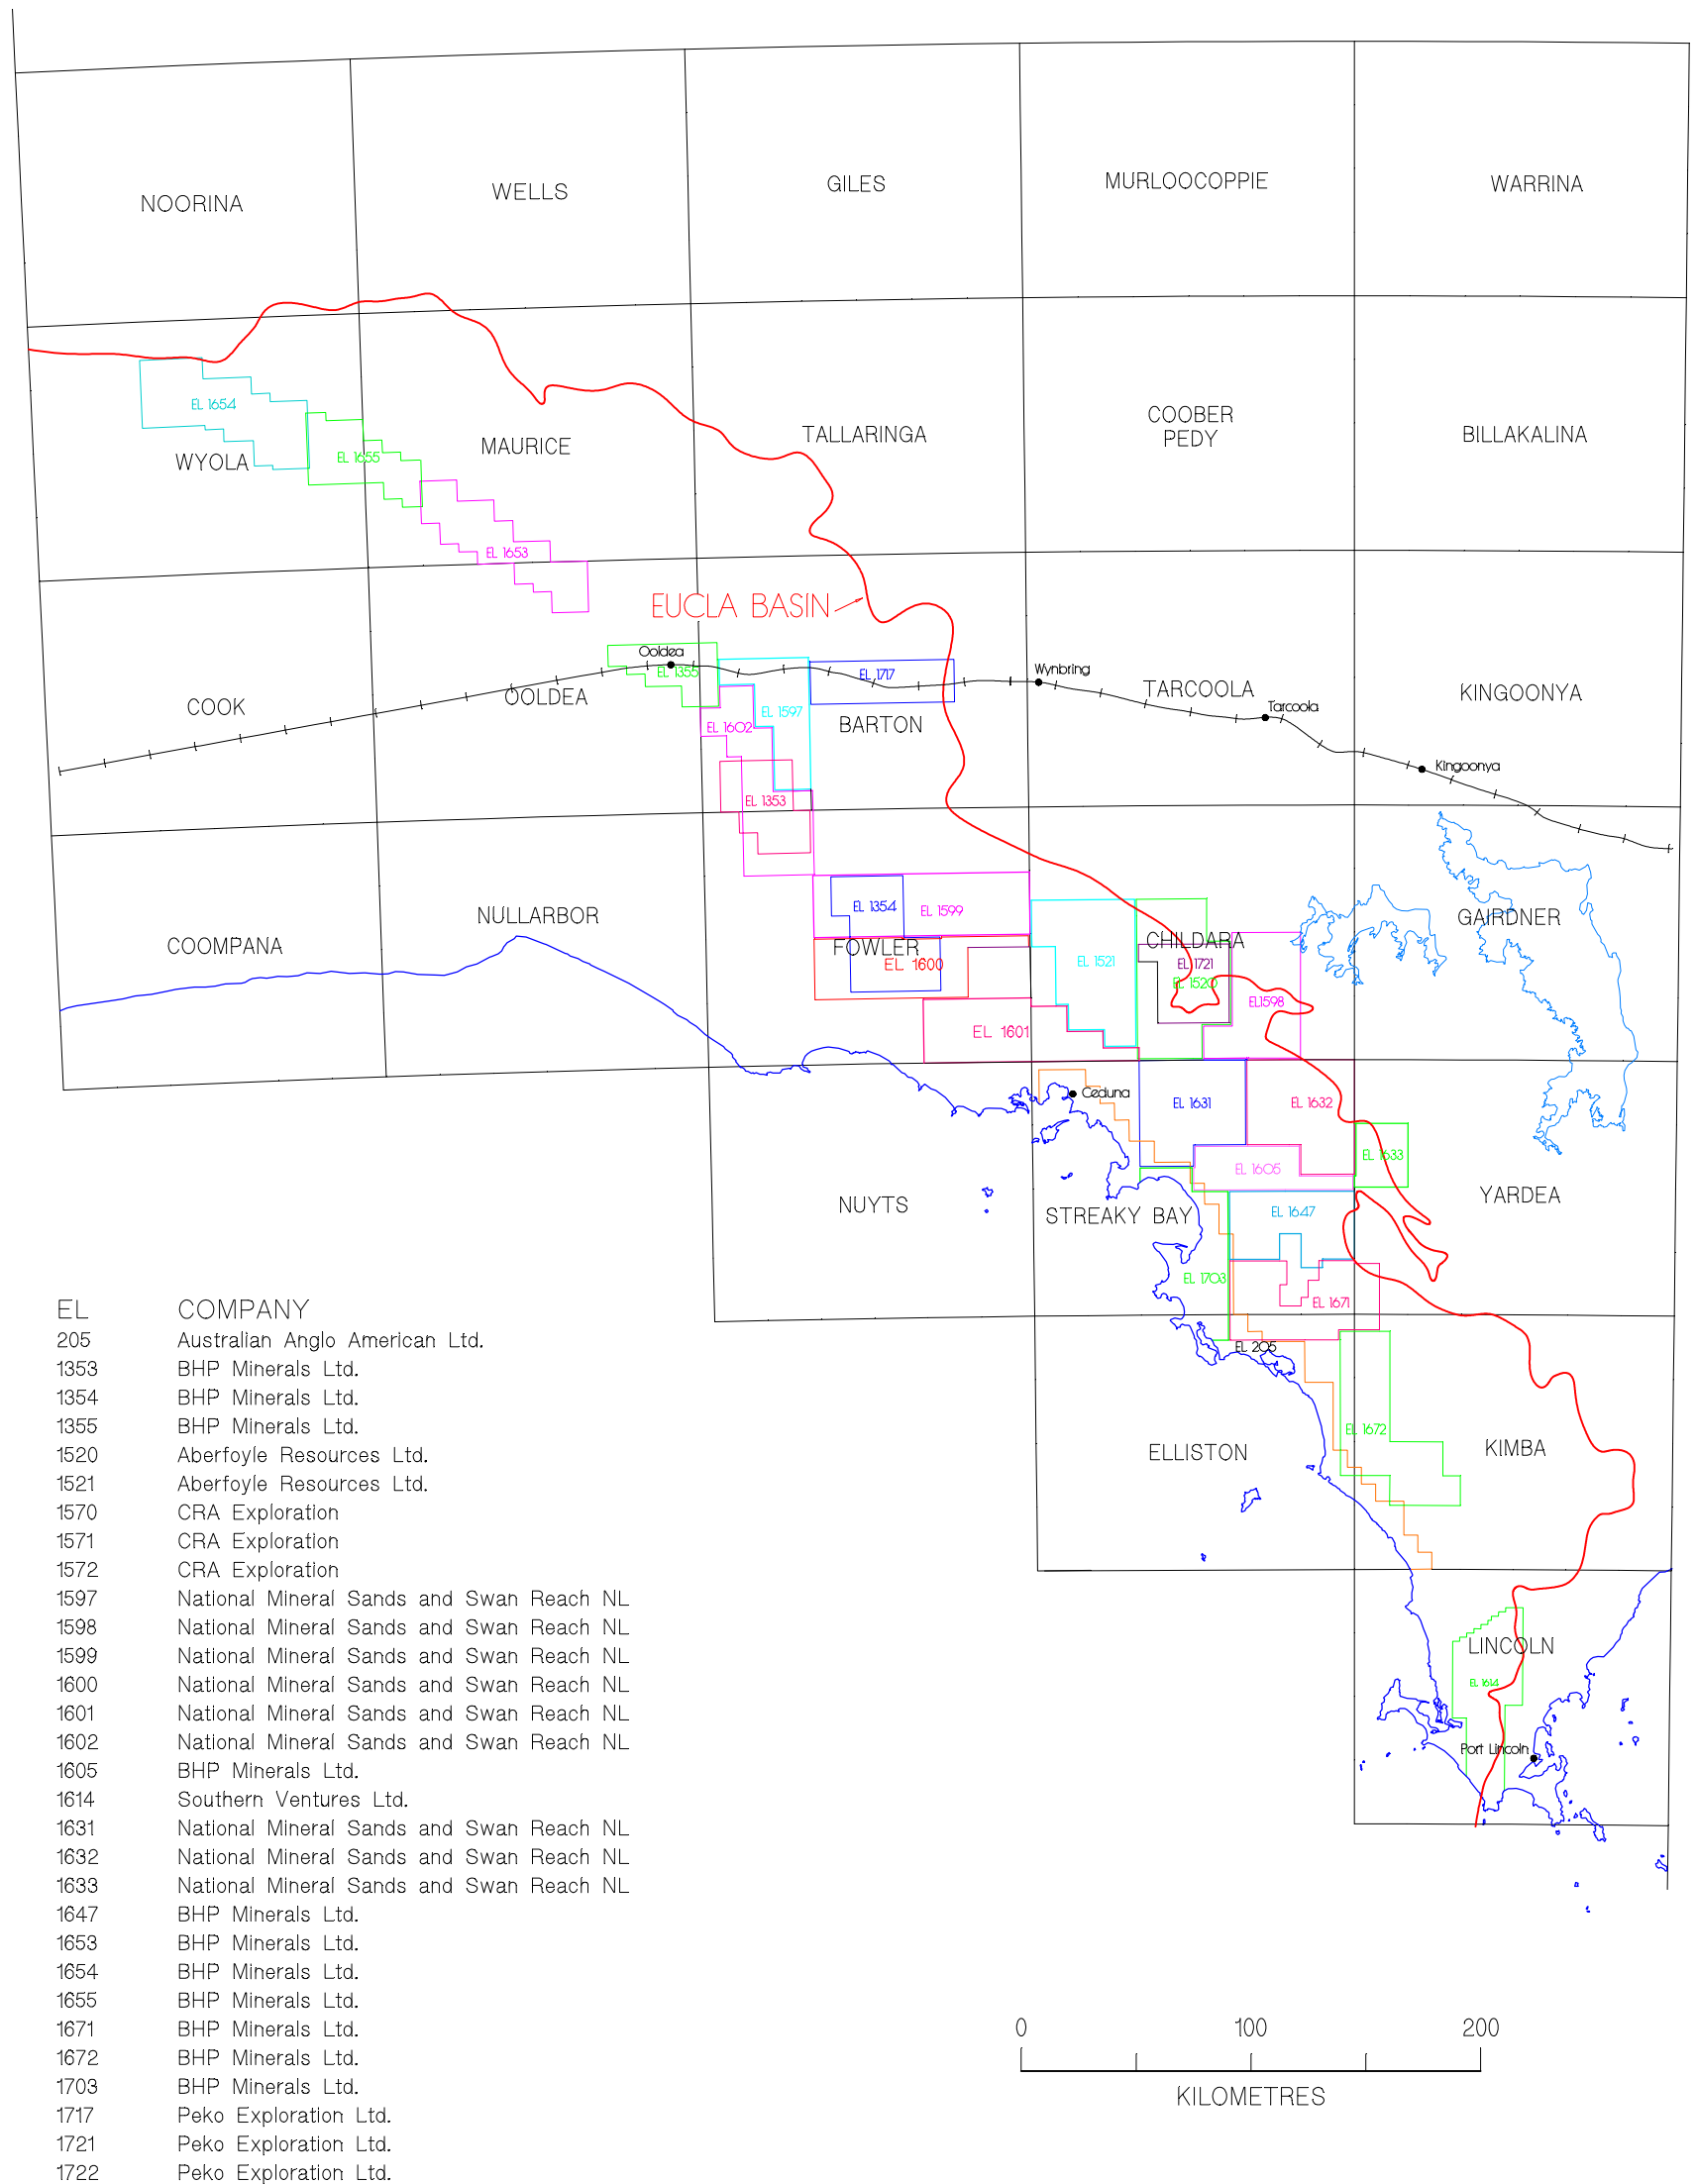 NOORINA
WELLS
GILES
MURLOOCOPPIE
WARRINA
EL 1654
WYOLA
EL 1655
MAURICE
EL 1653
TALLARINGA
COOBER
PEDY
BILLAKALINA
EUCLA BASIN
COOK
OOLDEA
Ooldea
EL 1355
EL 1602
EL 1597
EL 1717
BARTON
EL 1353
Wynbring
TARCOOLA
Tarcoola
KINGOONYA
Kingoonya
COOMPANA
NULLARBOR
EL 1354
EL 1599
FOWLER
EL 1600
EL 1601
EL 1521
CHILDARA
EL 1721
EL 1520
EL1598
GAIRDNER
Ceduna
EL 1631
EL 1632
EL 1605
EL 1633
NUYTS
STREAKY BAY
EL 1647
YARDEA
EL 1703
EL 1671
EL 205
ELLISTON
EL 1672
KIMBA
LINCOLN
EL 1614
Port Lincoln
EL COMPANY
205 Australian Anglo American Ltd.
1353 BHP Minerals Ltd.
1354 BHP Minerals Ltd.
1355 BHP Minerals Ltd.
1520 Aberfoyle Resources Ltd.
1521 Aberfoyle Resources Ltd.
1570 CRA Exploration
1571 CRA Exploration
1572 CRA Exploration
1597 National Mineral Sands and Swan Reach NL
1598 National Mineral Sands and Swan Reach NL
1599 National Mineral Sands and Swan Reach NL
1600 National Mineral Sands and Swan Reach NL
1601 National Mineral Sands and Swan Reach NL
1602 National Mineral Sands and Swan Reach NL
1605 BHP Minerals Ltd.
1614 Southern Ventures Ltd.
1631 National Mineral Sands and Swan Reach NL
1632 National Mineral Sands and Swan Reach NL
1633 National Mineral Sands and Swan Reach NL
1647 BHP Minerals Ltd.
1653 BHP Minerals Ltd.
1654 BHP Minerals Ltd.
1655 BHP Minerals Ltd.
1671 BHP Minerals Ltd.
1672 BHP Minerals Ltd.
1703 BHP Minerals Ltd.
1717 Peko Exploration Ltd.
1721 Peko Exploration Ltd.
1722 Peko Exploration Ltd.
0 100 200
KILOMETRES